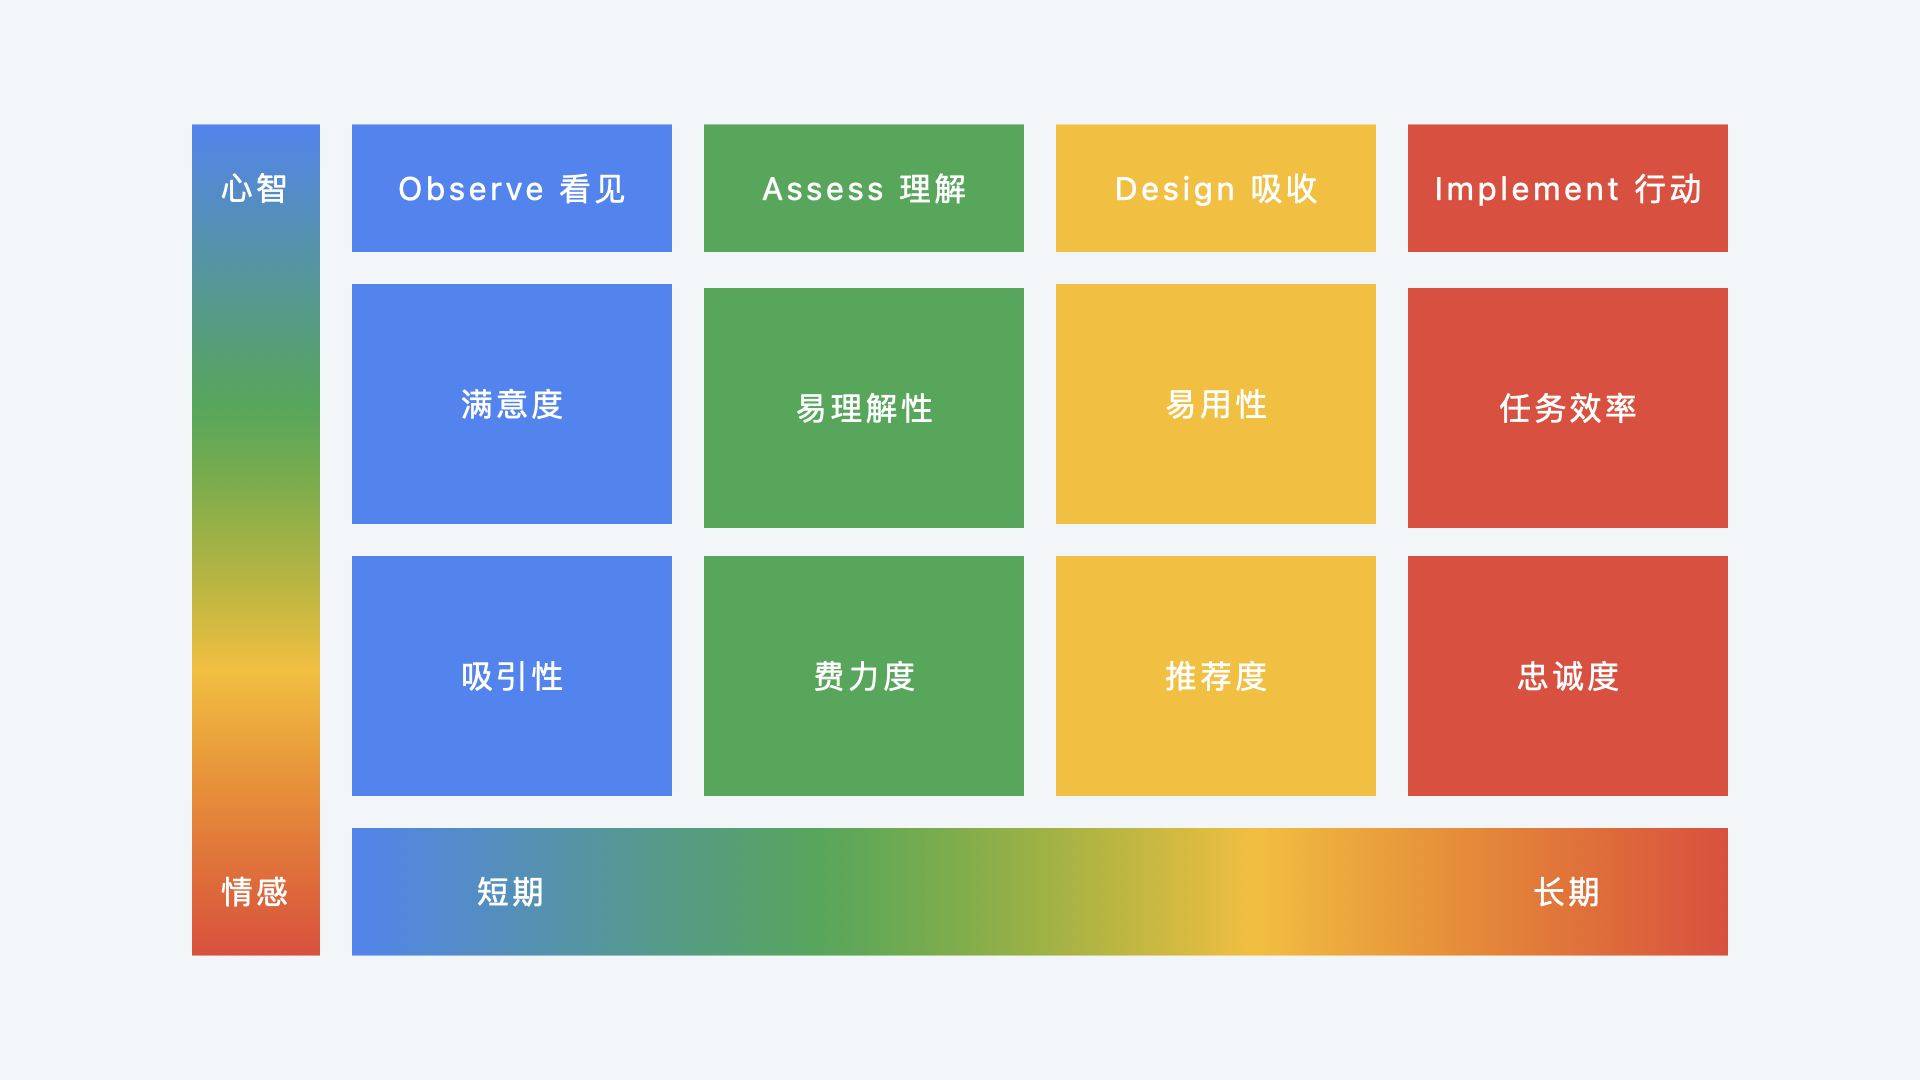 心智
Observe 看见
Assess 理解
Design 吸收
Implement 行动
满意度
易理解性
易用性
任务效率
吸引性
费力度
推荐度
忠诚度
情感
短期
长期